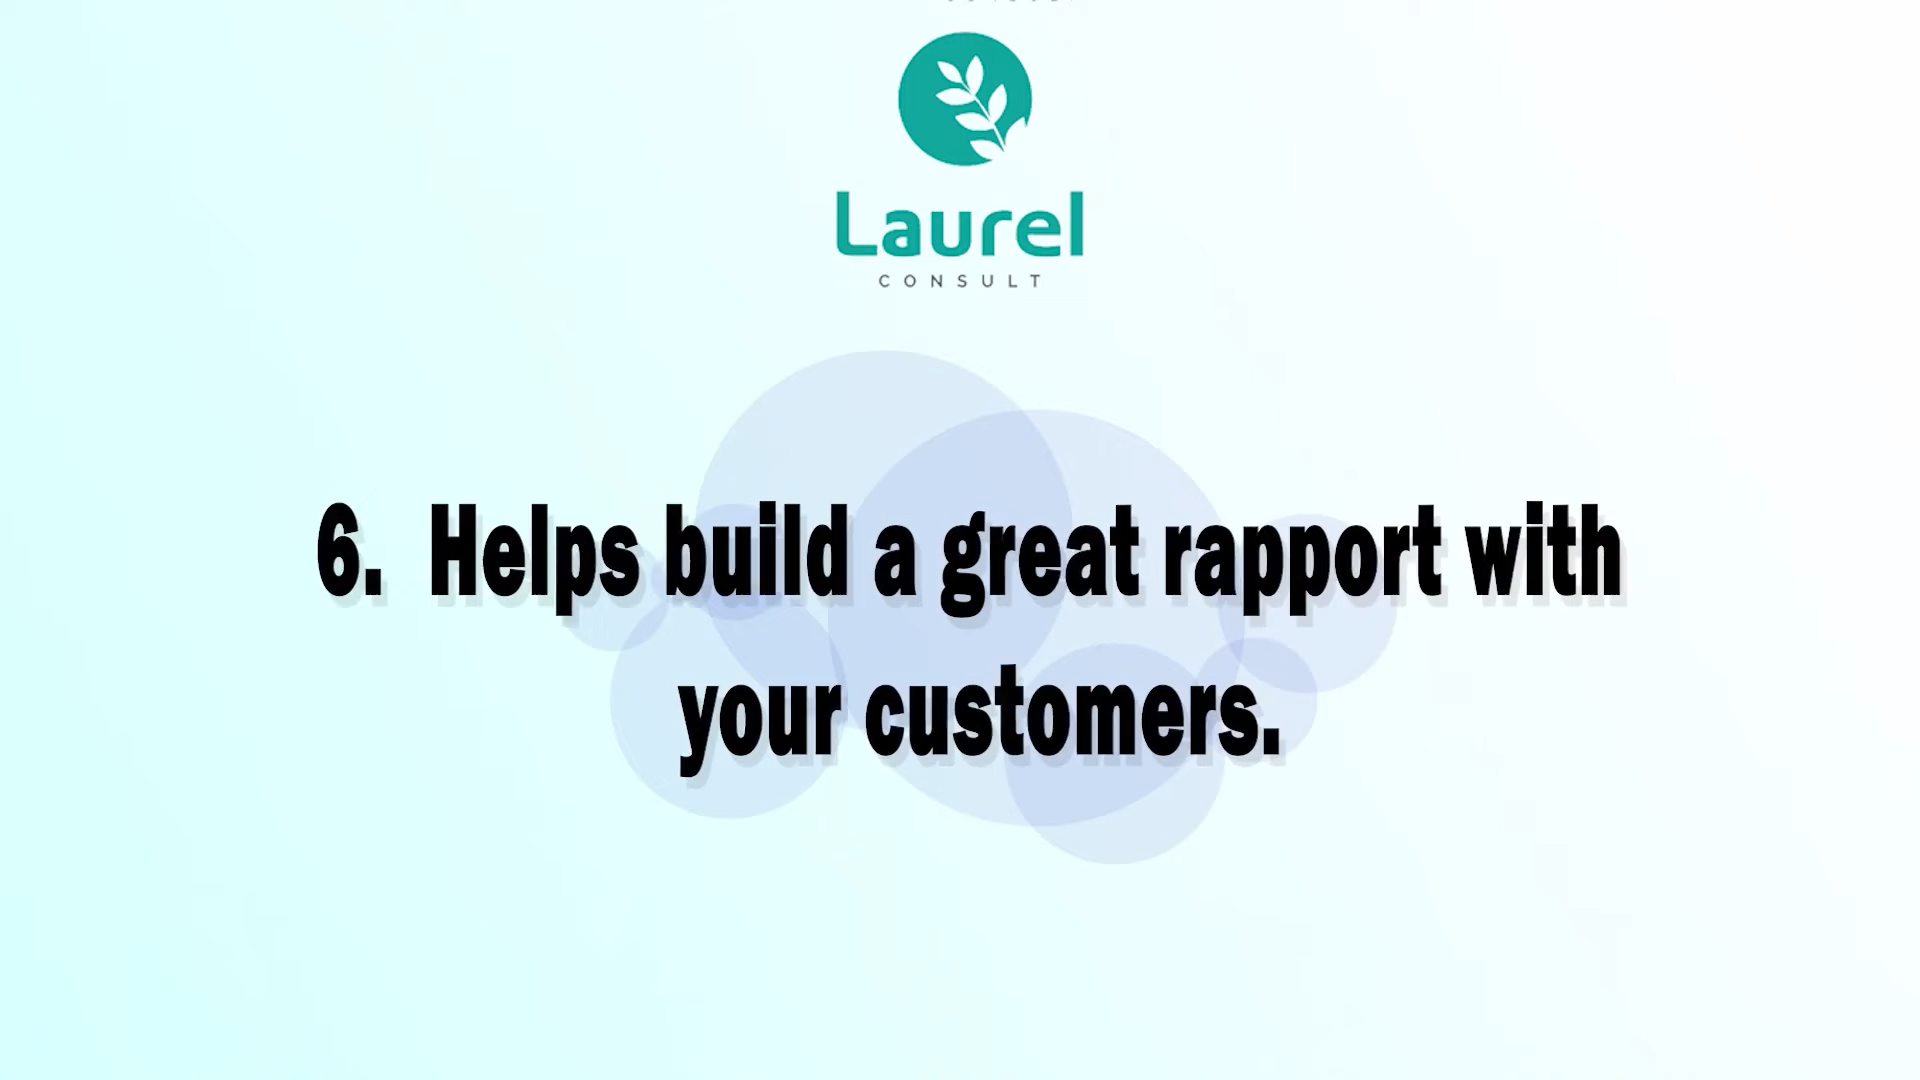 Laurel
CONSULT
6. Helps build a great rapport with
your customers.